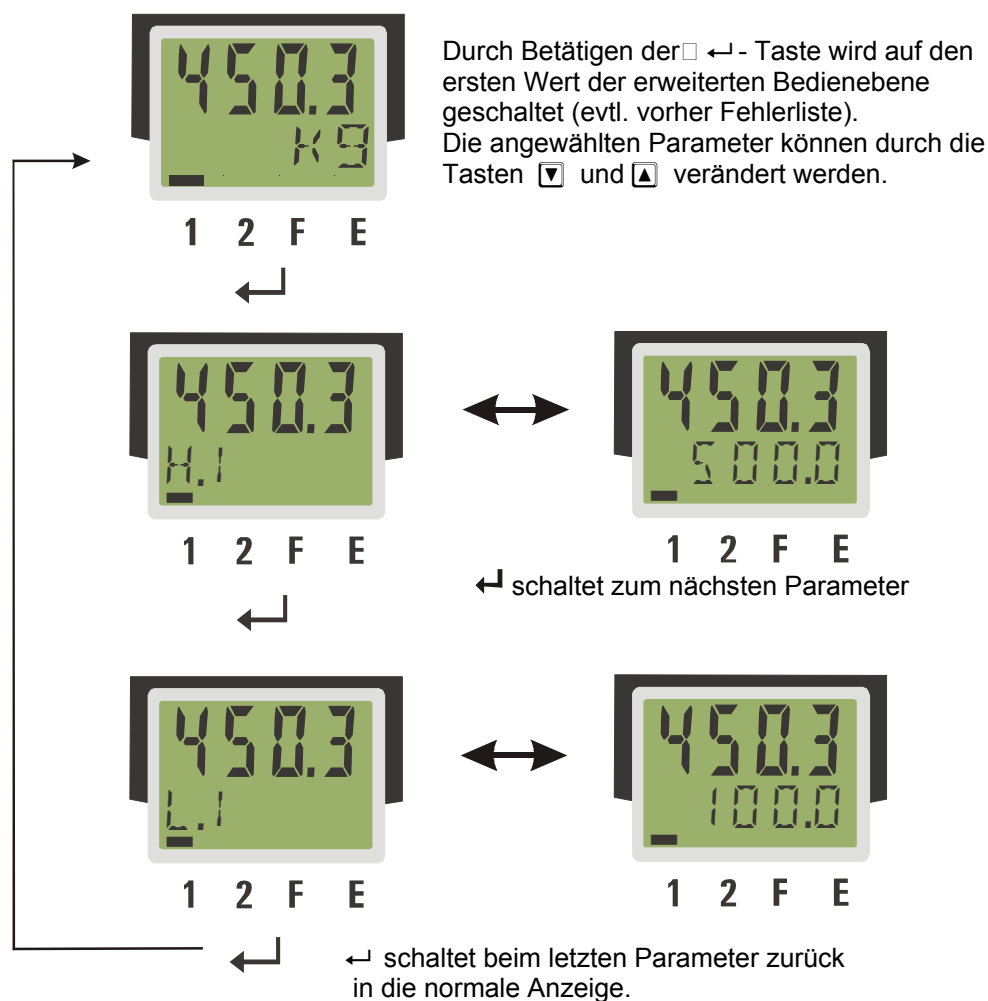 450.3
Kg
1 2 F E
Durch Betätigen der□ ↵ - Taste wird auf den
ersten Wert der erweiterten Bedienebene
geschaltet (evtl. vorher Fehlerliste).
Die angewählten Parameter können durch die
Tasten ▼ und ▲ verändert werden.
↵
450.3
H.1
1 2 F E
450.3
500.0
1 2 F E
↵ schaltet zum nächsten Parameter
↵
450.3
L.1
1 2 F E
450.3
100.0
1 2 F E
↵
↵ schaltet beim letzten Parameter zurück
in die normale Anzeige.